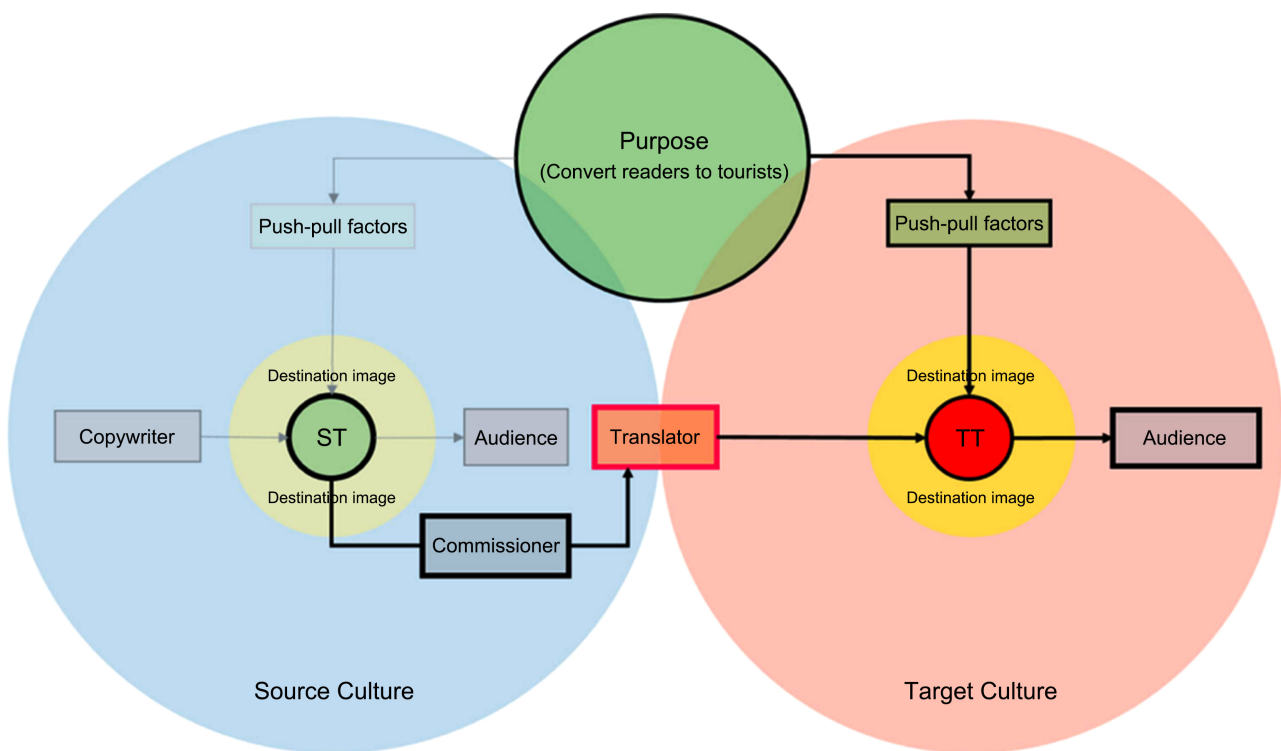 Purpose
(Convert readers to tourists)
Push-pull factors
Push-pull factors
Destination image
Destination image
Copywriter
ST
Audience
Translator
TT
Audience
Destination image
Destination image
Commissioner
Source Culture
Target Culture